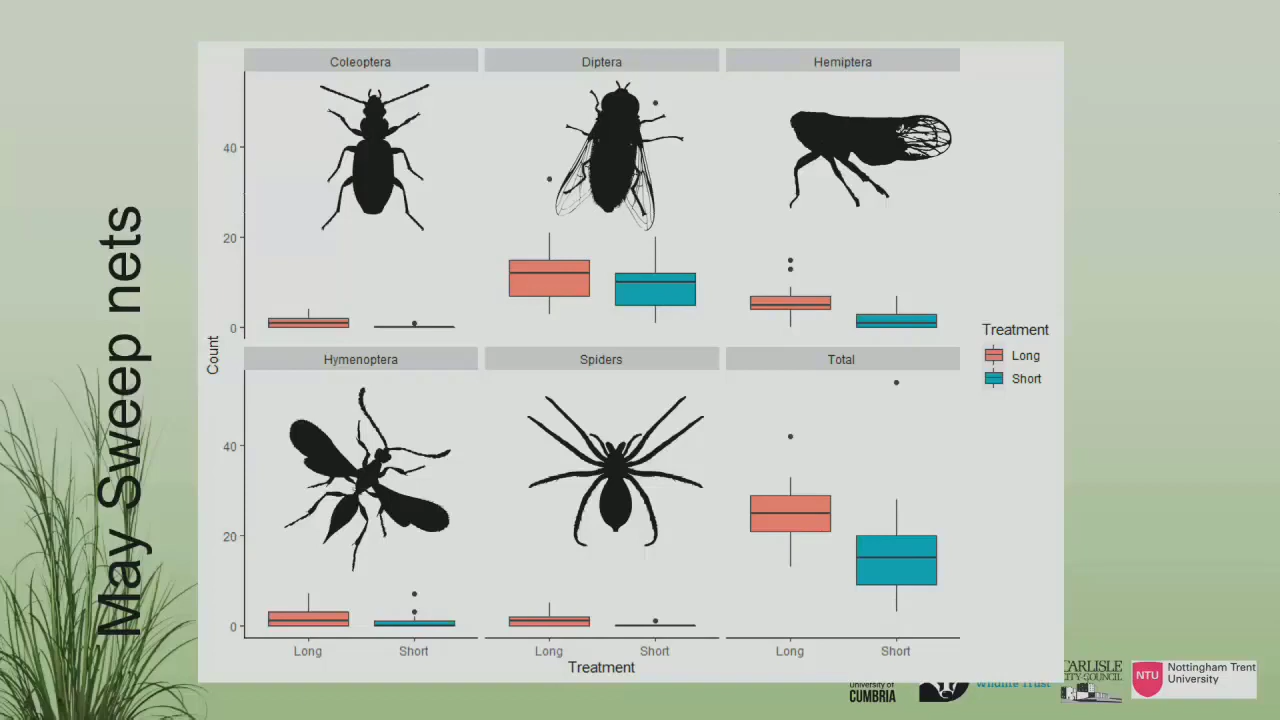 May Sweep nets
Coleoptera
Diptera
Hemiptera
40
20
0
Count
Hymenoptera
Spiders
Total
40
20
0
Long
Short
Long
Short
Long
Short
Treatment
Treatment
Long
Short
University of
CUMBRIA
Wildlife Trust
CARLISLE
CITY COUNCIL
NTU
Nottingham Trent
University